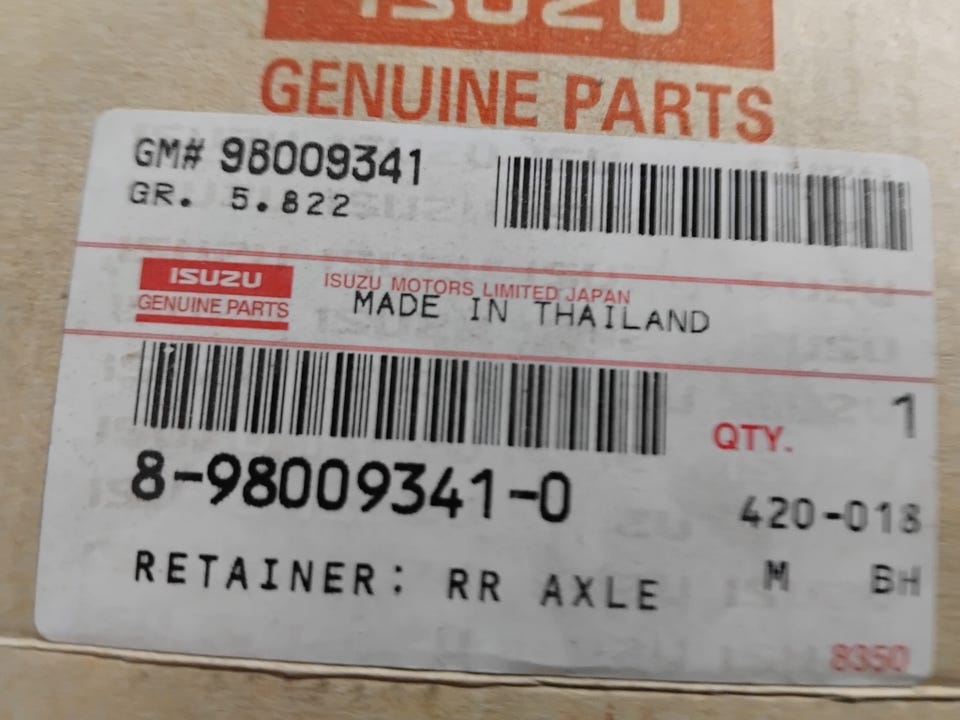 ISUZU
GENUINE PARTS
GM# 98009341
GR. 5.822
ISUZU
GENUINE PARTS
ISUZU MOTORS LIMITED JAPAN
MADE IN THAILAND
QTY. 1
8-98009341-0
420-018
RETAINER: RR AXLE
M BH
8350